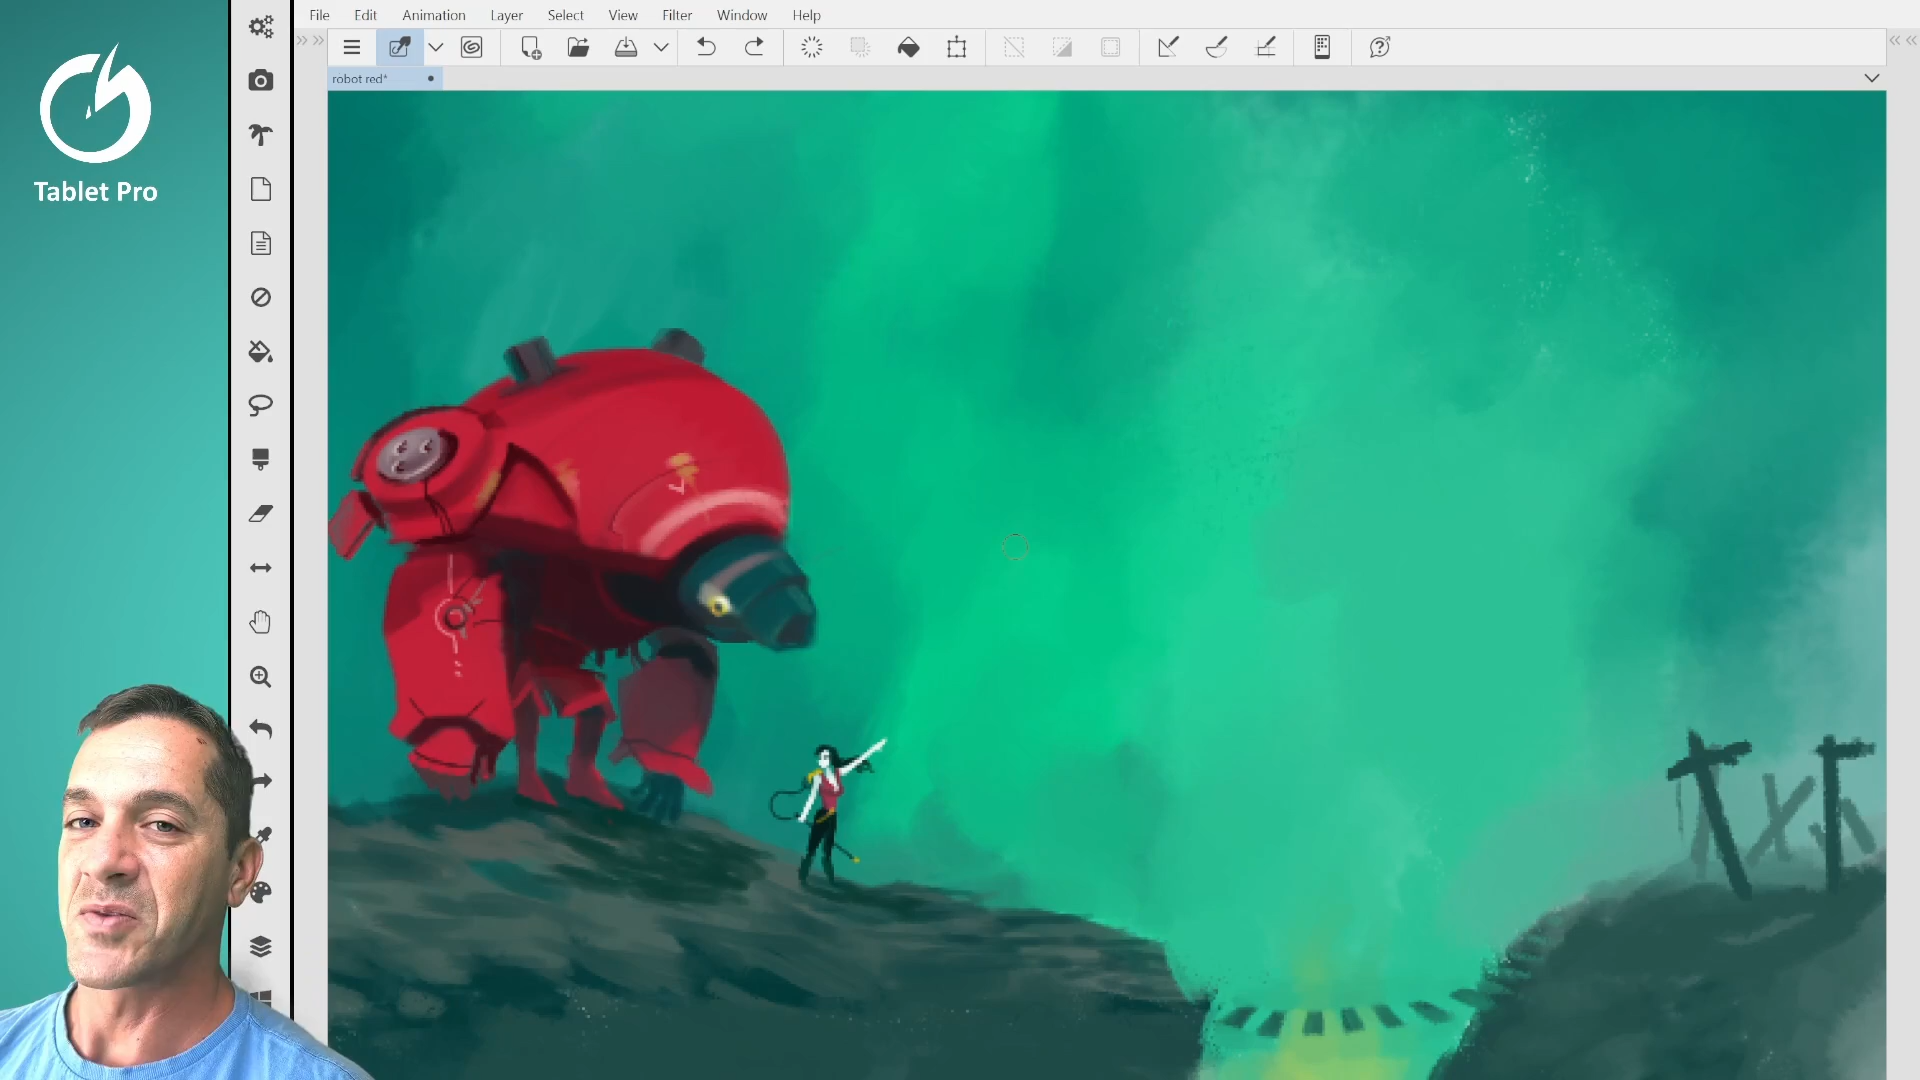 Tablet Pro
File Edit Animation Layer Select View Filter Window Help
robot red*